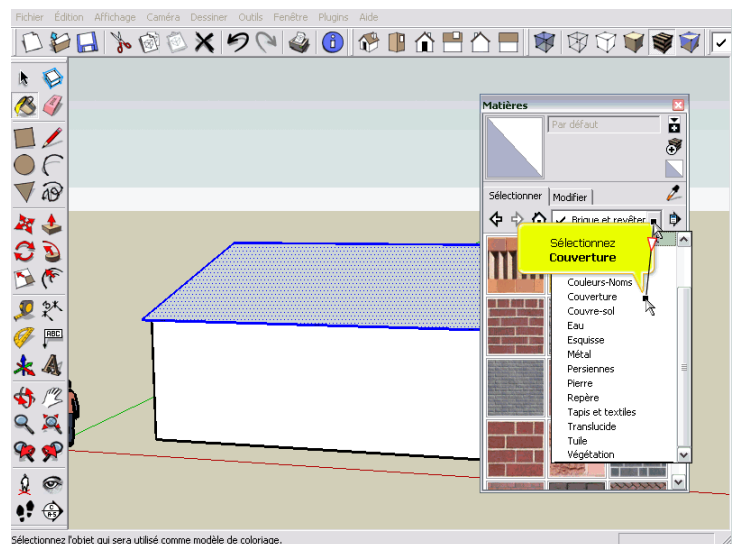 Fichier Édition Affichage Caméra Dessiner Outils Fenêtre Plugins Aide
Matières
Par défaut
Sélectionner Modifier
Brique et revêter
Sélectionnez
Couverture
Couleurs-Noms
Couverture
Couvre-sol
Eau
Esquisse
Métal
Persiennes
Pierre
Repère
Tapis et textiles
Translucide
Tuile
Végétation
ABC
Sélectionnez l'objet qui sera utilisé comme modèle de coloriage.